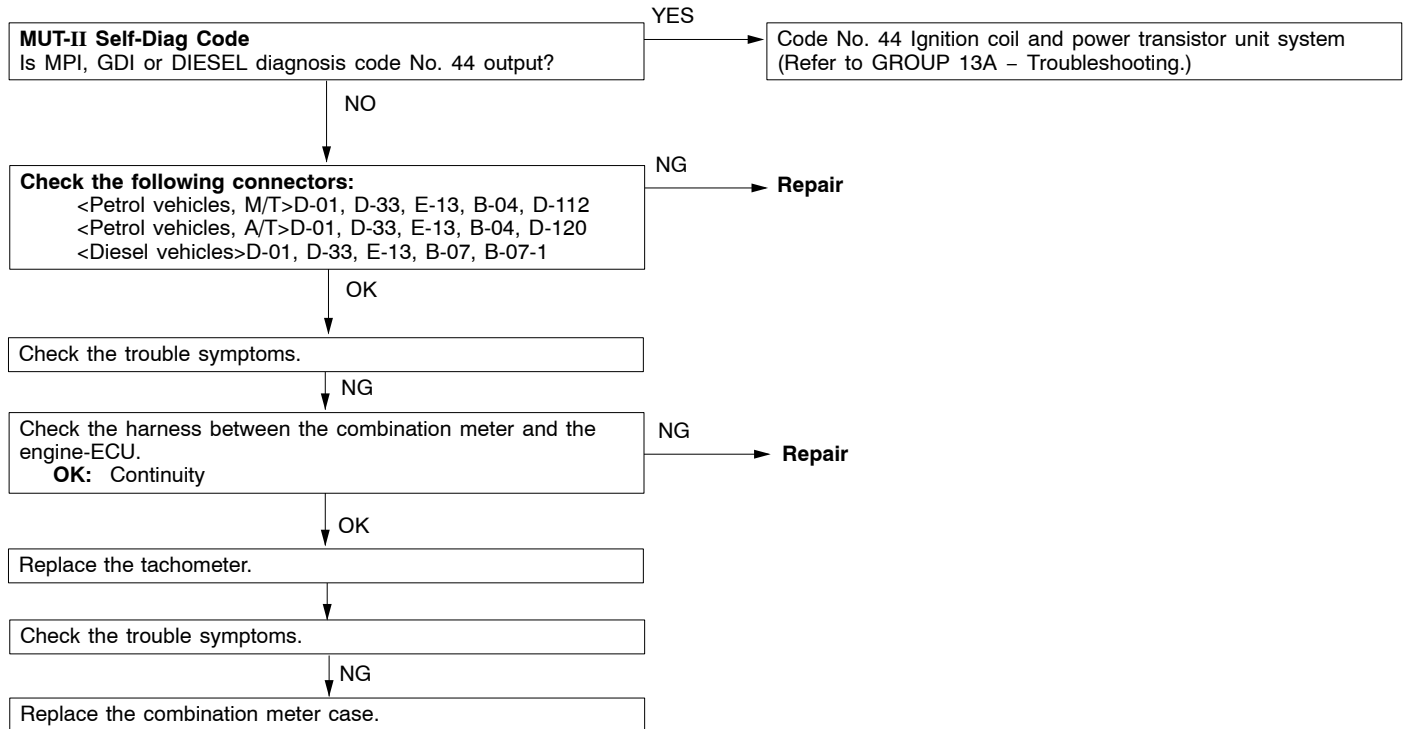 YES
MUT-II Self-Diag Code
Is MPI, GDI or DIESEL diagnosis code No. 44 output?
Code No. 44 Ignition coil and power transistor unit system
(Refer to GROUP 13A – Troubleshooting.)
NO
Check the following connectors:
<Petrol vehicles, M/T>D-01, D-33, E-13, B-04, D-112
<Petrol vehicles, A/T>D-01, D-33, E-13, B-04, D-120
<Diesel vehicles>D-01, D-33, E-13, B-07, B-07-1
NG
Repair
OK
Check the trouble symptoms.
NG
Check the harness between the combination meter and the
engine-ECU.
OK: Continuity
NG
Repair
OK
Replace the tachometer.
Check the trouble symptoms.
NG
Replace the combination meter case.